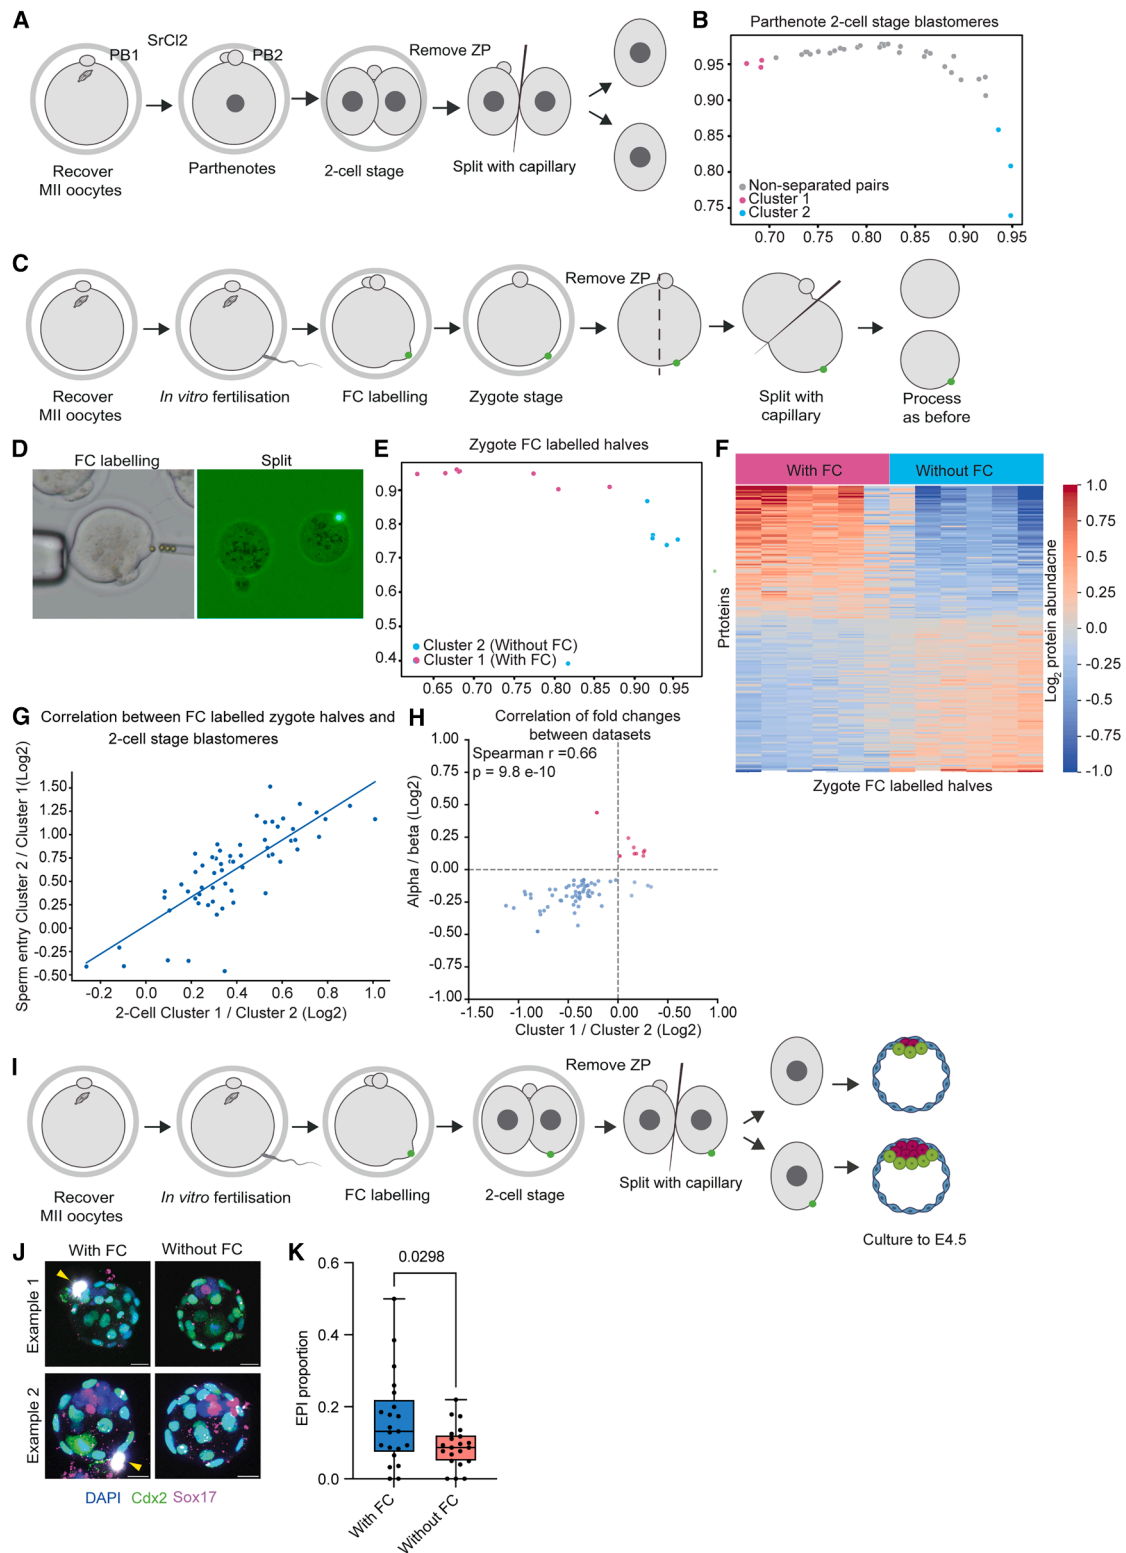 A
PB1
SrCl2
PB2
Remove ZP
Recover
MII oocytes
Parthenotes
2-cell stage
Split with capillary
B
Parthenote 2-cell stage blastomeres
0.95
0.90
0.85
0.80
0.75
Non-separated pairs
Cluster 1
Cluster 2
0.70 0.75 0.80 0.85 0.90 0.95
C
Remove ZP
Recover
MII oocytes
In vitro fertilisation
FC labelling
Zygote stage
Split with
capillary
Process
as before
D
FC labelling
Split
E
Zygote FC labelled halves
0.9
0.8
0.7
0.6
0.5
0.4
Cluster 2 (Without FC)
Cluster 1 (With FC)
0.65 0.70 0.75 0.80 0.85 0.90 0.95
F
With FC
Without FC
Prteins
Zygote FC labelled halves
1.0
0.75
0.5
0.25
0.0
-0.25
-0.5
-0.75
-1.0
Log2 protein abundacne
G
Correlation between FC labelled zygote halves and
2-cell stage blastomeres
Sperm entry Cluster 2 / Cluster 1(Log2)
1.50
1.25
1.00
0.75
0.50
0.25
0.00
-0.25
-0.50
-0.2 0.0 0.2 0.4 0.6 0.8 1.0
2-Cell Cluster 1 / Cluster 2 (Log2)
H
Correlation of fold changes
between datasets
Spearman r =0.66
p = 9.8 e-10
Alpha / beta (Log2)
1.00
0.75
0.50
0.25
0.00
-0.25
-0.50
-0.75
-1.00
-1.50 -1.00 -0.50 0.00 -0.50 1.00
Cluster 1 / Cluster 2 (Log2)
I
Remove ZP
Recover
MII oocytes
In vitro fertilisation
FC labelling
2-cell stage
Split with capillary
Culture to E4.5
J
With FC
Without FC
Example 1
Example 2
DAPI Cdx2 Sox17
K
0.0298
EPI proportion
0.6
0.4
0.2
0.0
With FC
Without FC